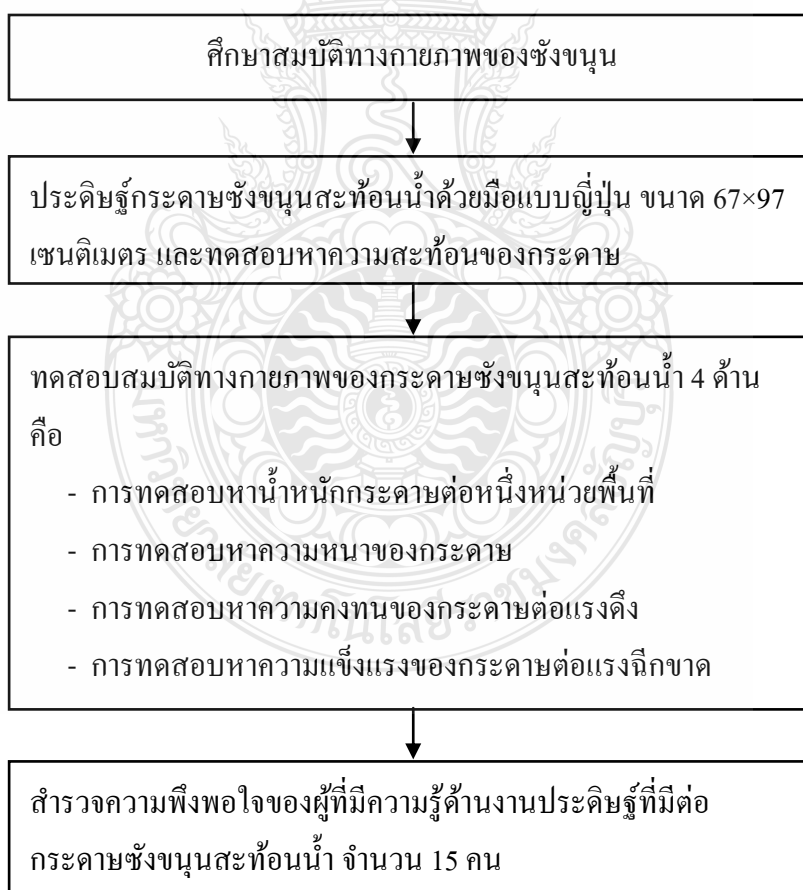 ศึกษาสมบัติทางกายภาพของซังขนุน
ประดิษฐ์กระดาษซังขนุนสะท้อนน้ำด้วยมือแบบญี่ปุ่น ขนาด 67×97
เซนติเมตร และทดสอบหาความสะท้อนของกระดาษ
ทดสอบสมบัติทางกายภาพของกระดาษซังขนุนสะท้อนน้ำ 4 ด้าน
คือ
- การทดสอบหาน้ำหนักกระดาษต่อหนึ่งหน่วยพื้นที่
- การทดสอบหาความหนาของกระดาษ
- การทดสอบหาความคงทนของกระดาษต่อแรงดึง
- การทดสอบหาความแข็งแรงของกระดาษต่อแรงฉีกขาด
สำรวจความพึงพอใจของผู้ที่มีความรู้ด้านงานประดิษฐ์ที่มีต่อ
กระดาษซังขนุนสะท้อนน้ำ จำนวน 15 คน